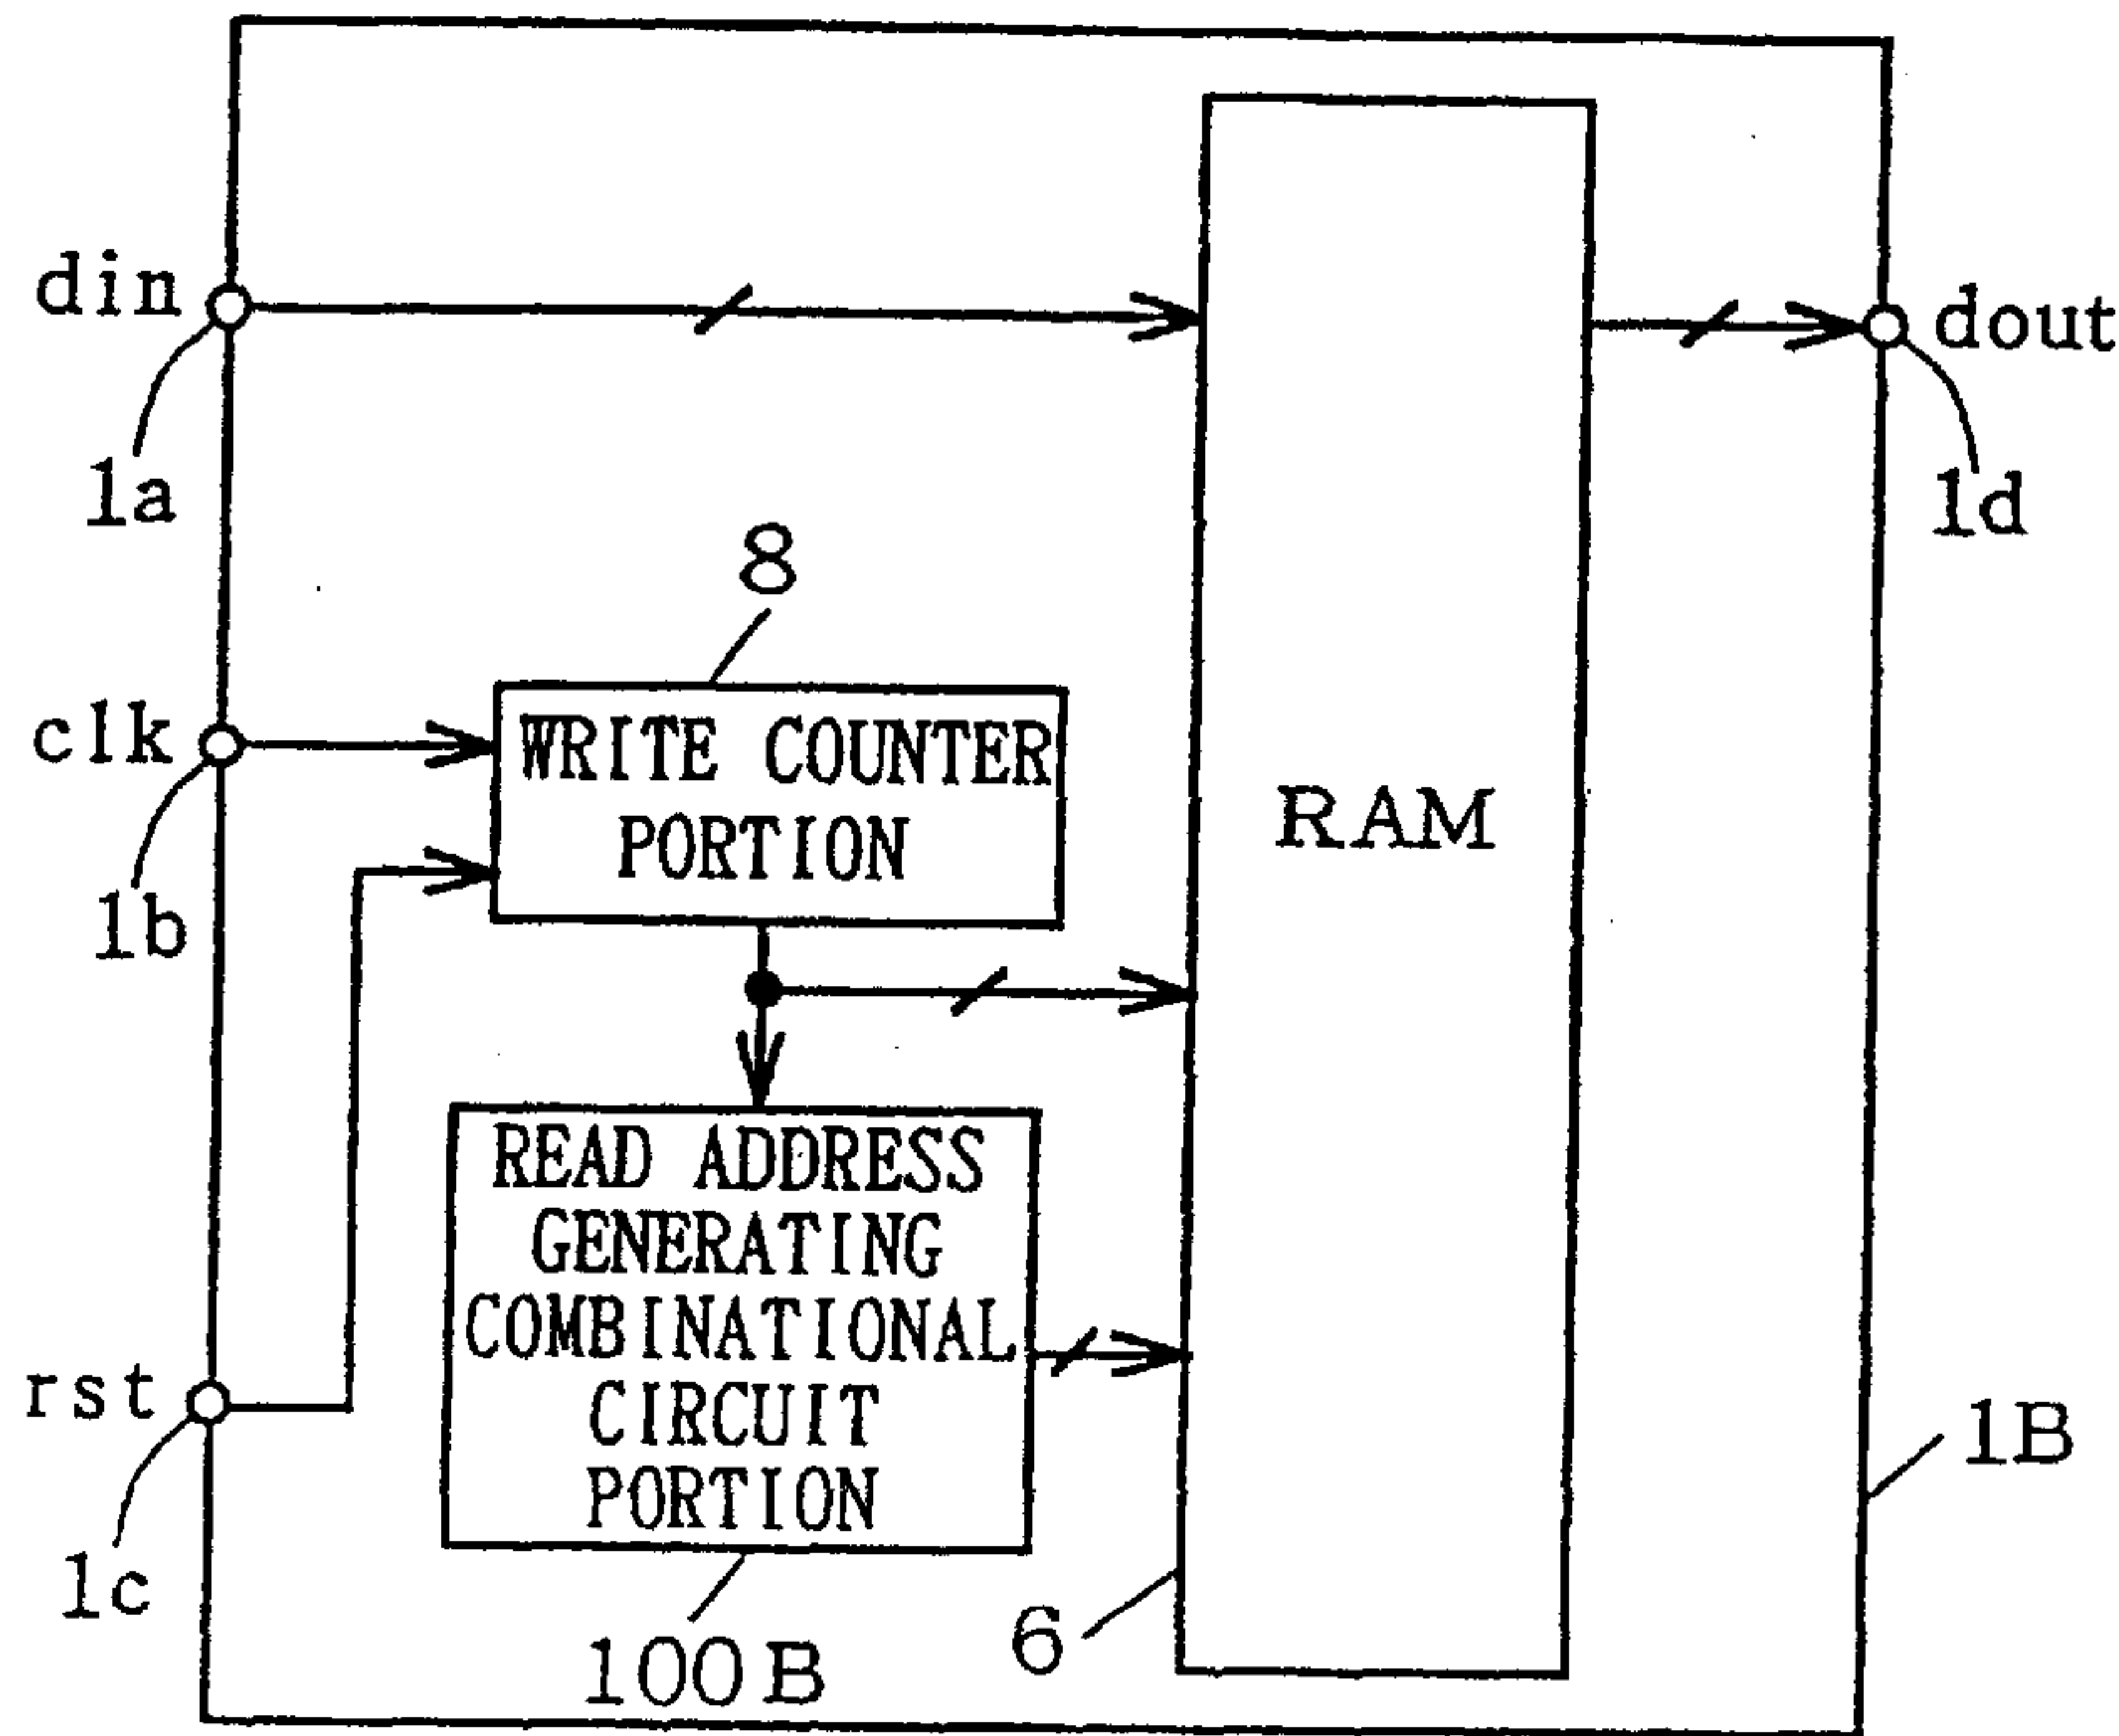 din
dout
1a
1d
8
clk
WRITE COUNTER
PORTION
RAM
1b
READ ADDRESS
GENERATING
COMBINATIONAL
CIRCUIT
PORTION
rst
1B
1c
6
100B